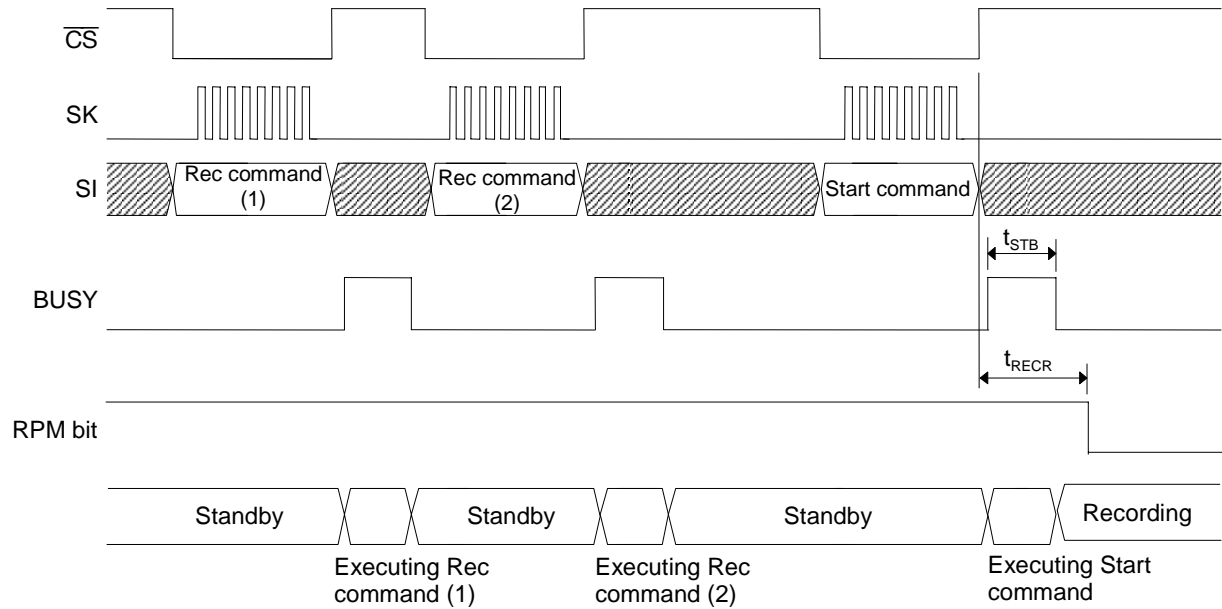 CS
SK
SI
Rec command
(1)
Rec command
(2)
Start command
tSTB
BUSY
tRECR
RPM bit
Standby
Standby
Standby
Recording
Executing Rec
command (1)
Executing Rec
command (2)
Executing Start
command